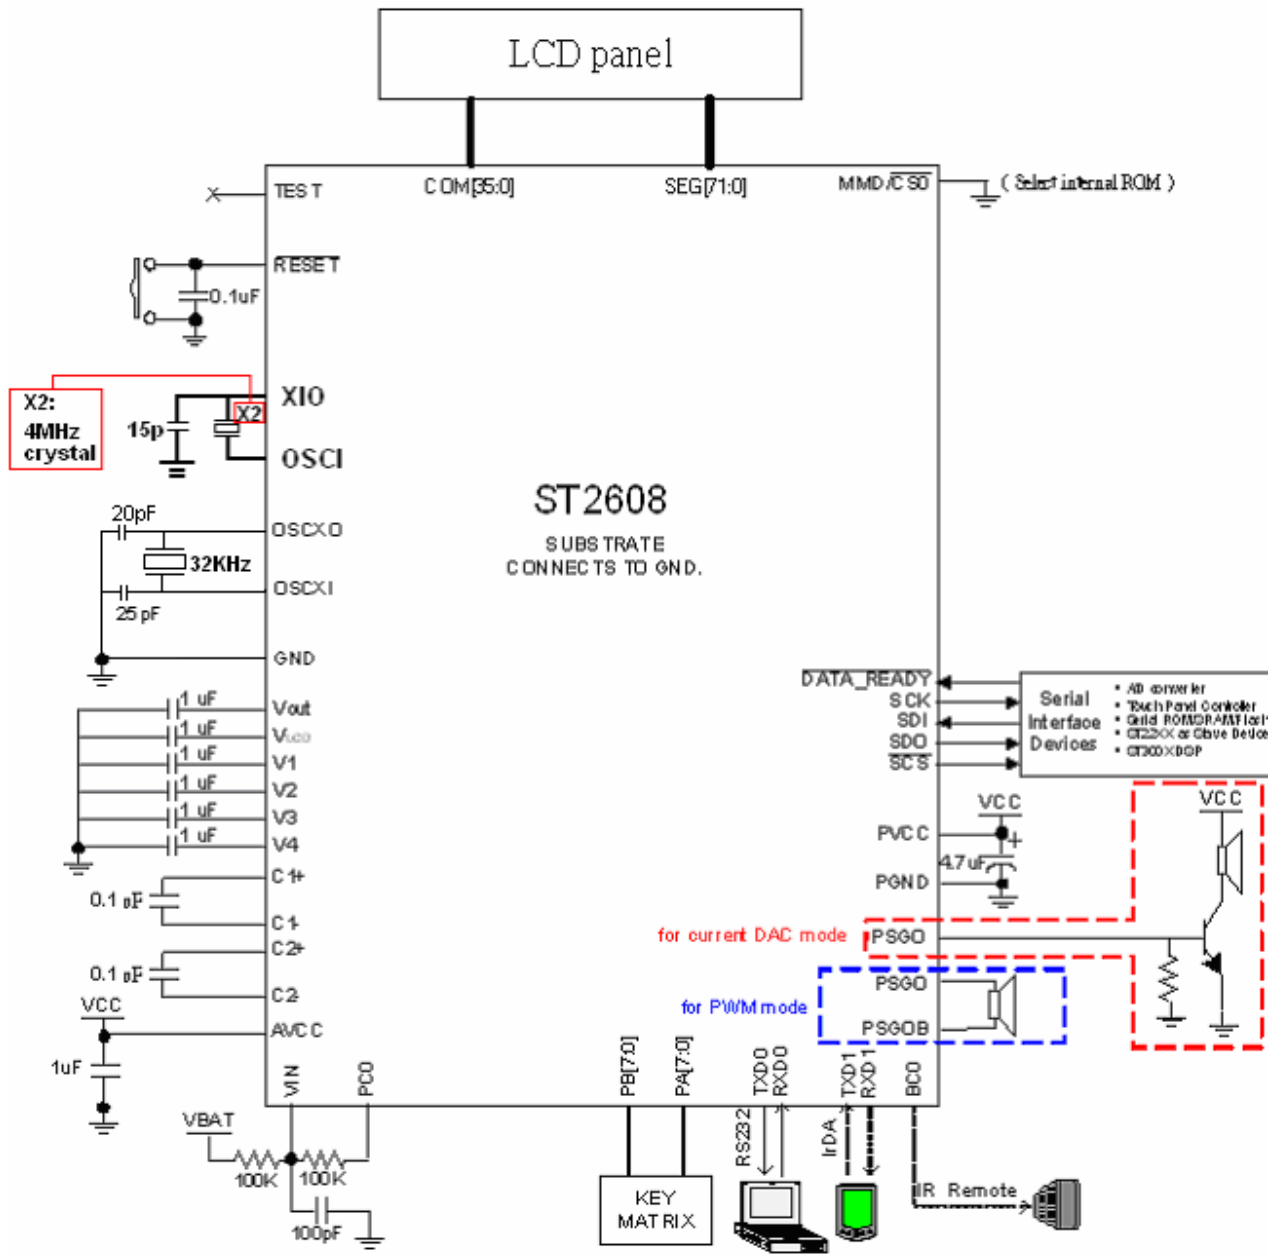 LCD panel
TEST
COM[35:0]
SEG[71:0]
MMD/CS0
( Select internal ROM )
RESET
0.1uF
X2:
4MHz
crystal
XIO
X2
15p
OSCI
ST2608
SUBSTRATE
CONNECTS TO GND.
20pF
OSCXO
32KHz
OSCXI
25pF
GND
1 uF
Vout
1 uF
VLCD
1 uF
V1
1 uF
V2
1 uF
V3
1 uF
V4
DATA_READY
SCK
SDI
SDO
SCS
Serial
Interface
Devices
• A/D converter
• Touch Panel Controller
C1+
0.1
C1-
C2+
0.1
C2-
VCC
AVCC
1uF
VCC
PVCC
+
4.7uF
PGND
VCC
for current DAC mode
PSGO
for PWM mode
PSGO
PSGOB
VIN
PC0
PB[7:0]
PA[7:0]
TXD0
RXD0
TXD1
RXD1
BC0
VBAT
100K
100K
100pF
RS232
IrDA
KEY
MATRIX
IR Remote